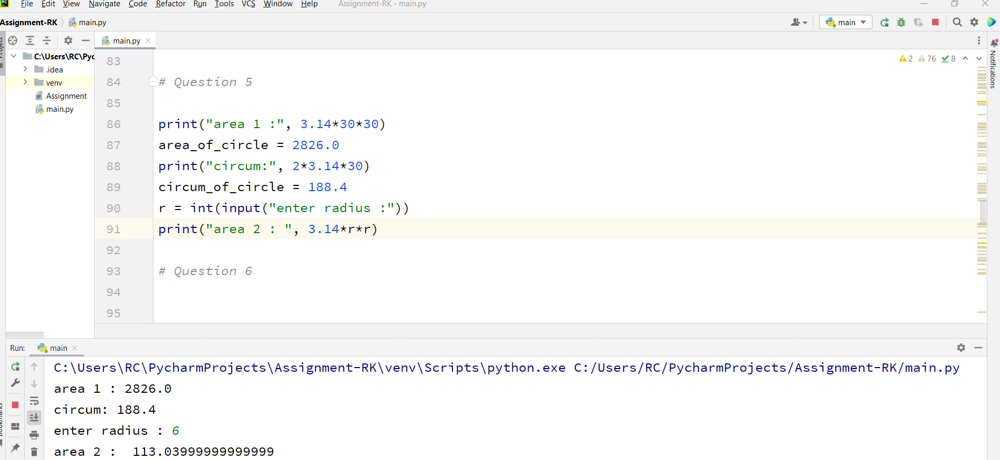 PC File Edit View Navigate Code Refactor Run Tools VCS Window Help Assignment-RK - main.py
Assignment-RK main.py main
Project
main.py
C:\Users\RC\Pyc
.idea
venv
Assignment
main.py
2 76 8
Notifications
83
84 # Question 5
85
86 print("area 1 :", 3.14*30*30)
87 area_of_circle = 2826.0
88 print("circum:", 2*3.14*30)
89 circum_of_circle = 188.4
90 r = int(input("enter radius :"))
91 print("area 2 : ", 3.14*r*r)
92
93 # Question 6
94
95
Run: main
Bookmarks
C:\Users\RC\PycharmProjects\Assignment-RK\venv\Scripts\python.exe C:/Users/RC/PycharmProjects/Assignment-RK/main.py
area 1 : 2826.0
circum: 188.4
enter radius : 6
area 2 :  113.03999999999999